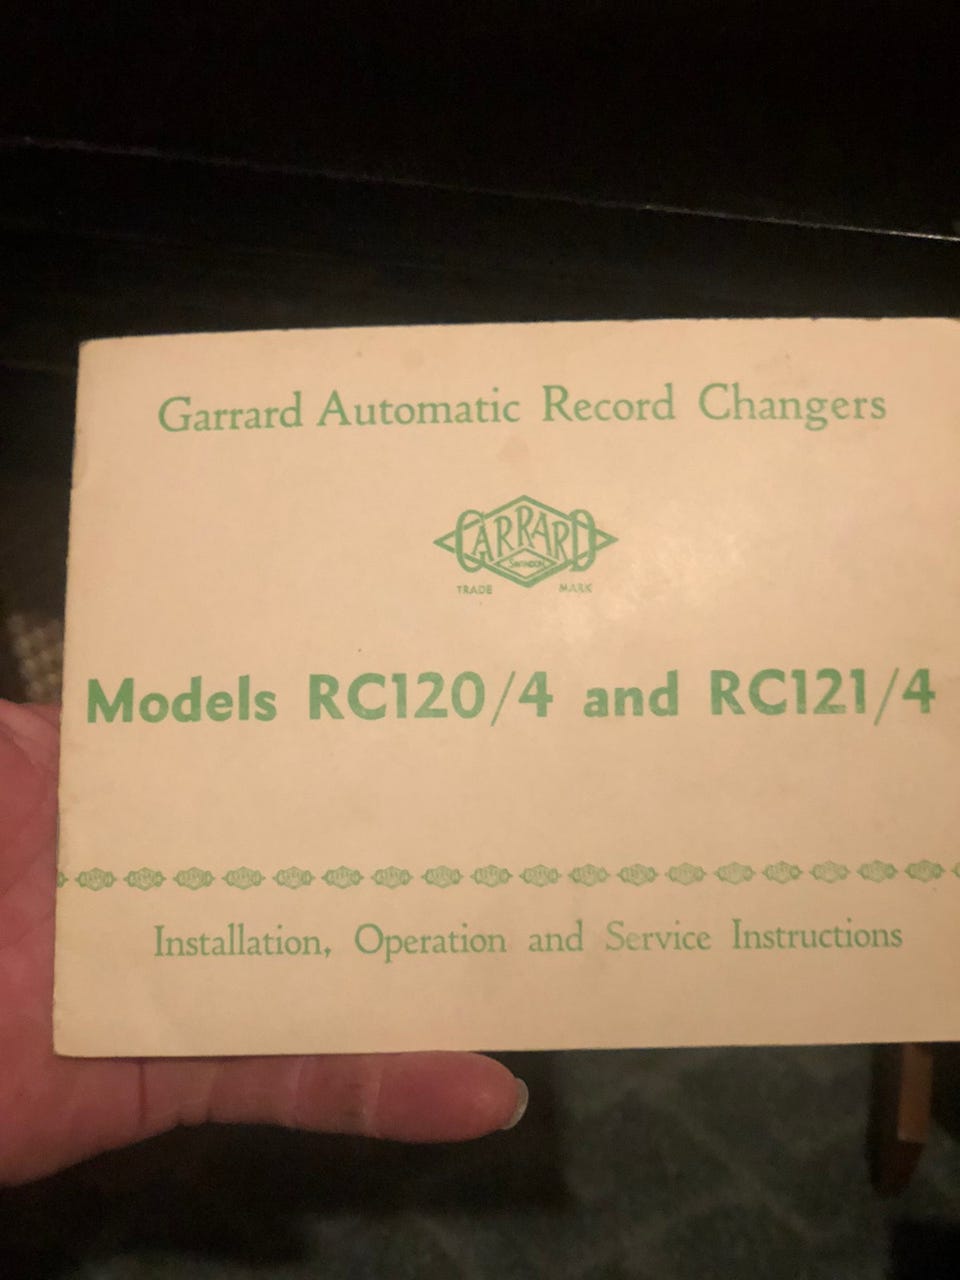 Garrard Automatic Record Changers
GARRARD
SWINDON
TRADE MARK
Models RC120/4 and RC121/4
Installation, Operation and Service Instructions